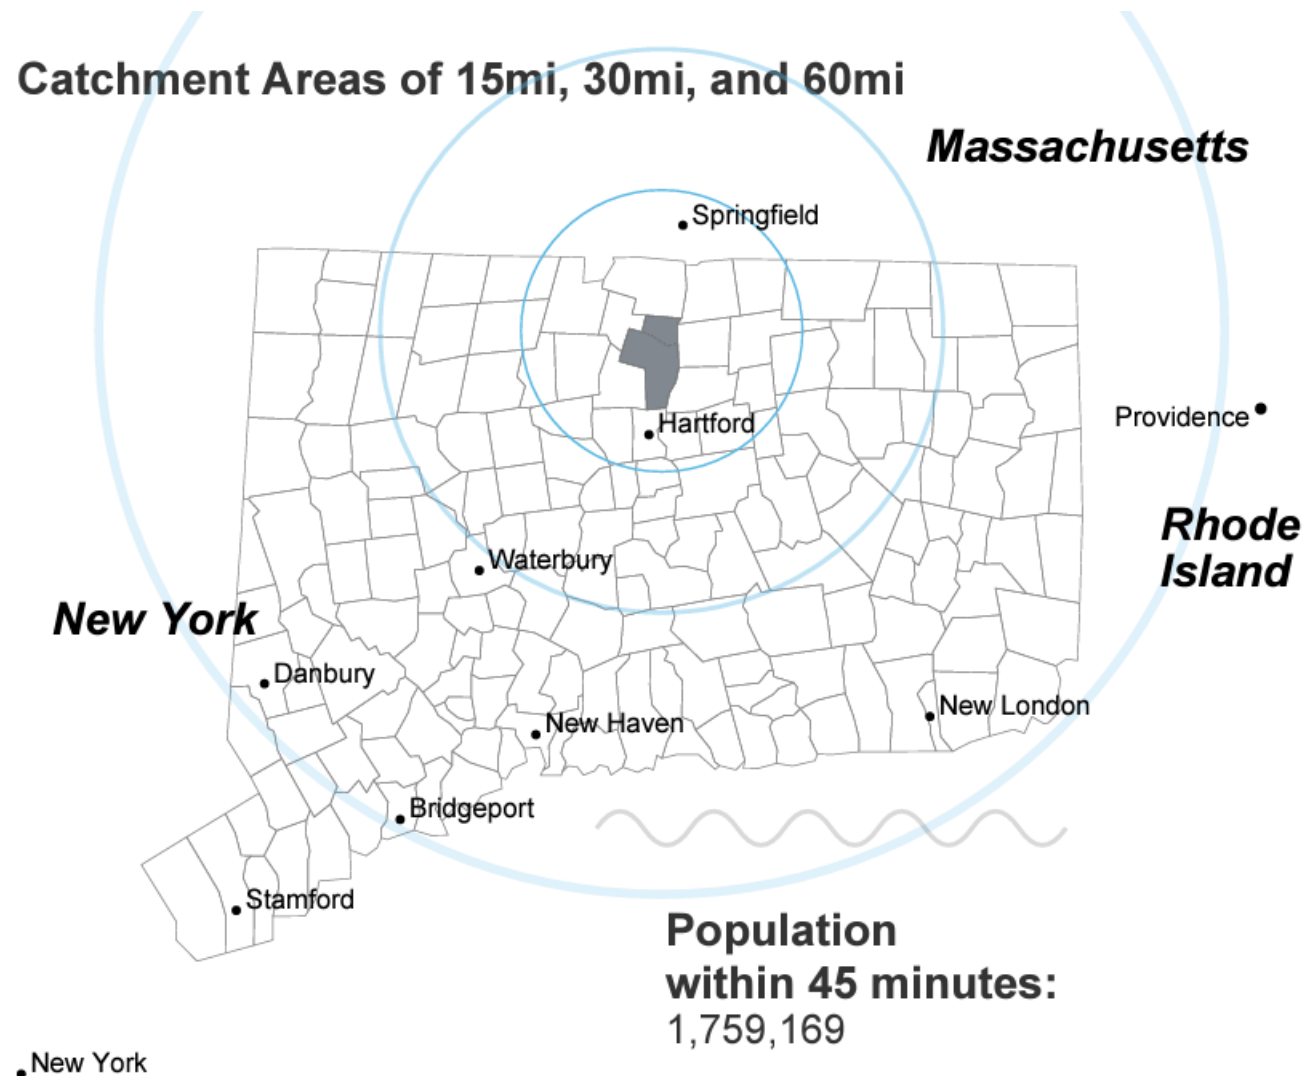 Catchment Areas of 15mi, 30mi, and 60mi
Massachusetts
Springfield
Hartford
Providence
Rhode
Island
Waterbury
New York
Danbury
New London
New Haven
Bridgeport
Stamford
Population
within 45 minutes:
1,759,169
New York